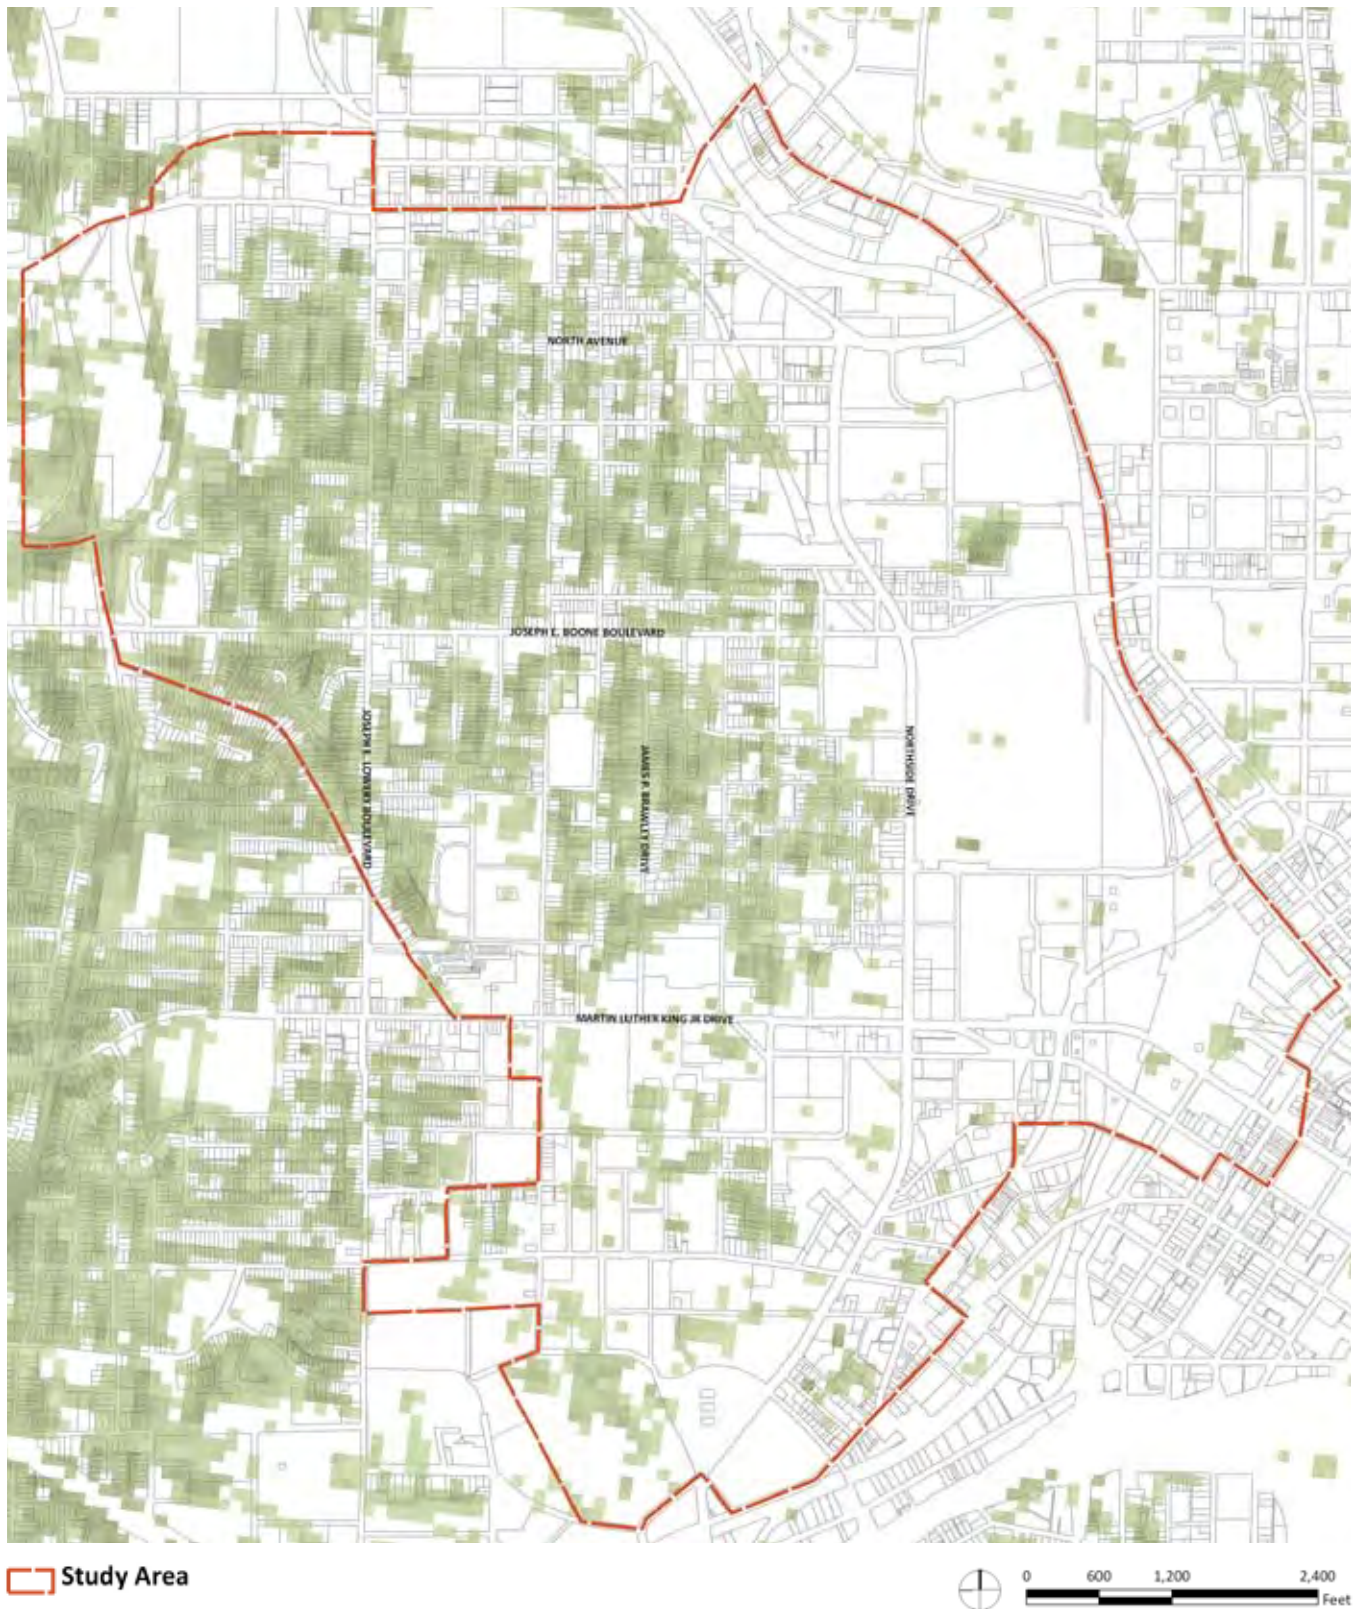 NORTH AVENUE
JOSEPH E. BOONE BOULEVARD
JOSEPH E. LOWERY BOULEVARD
JAMES P. BRAWLEY DRIVE
NORTHSIDE DRIVE
MARTIN LUTHER KING JR DRIVE
Study Area
0 600 1,200 2,400
Feet